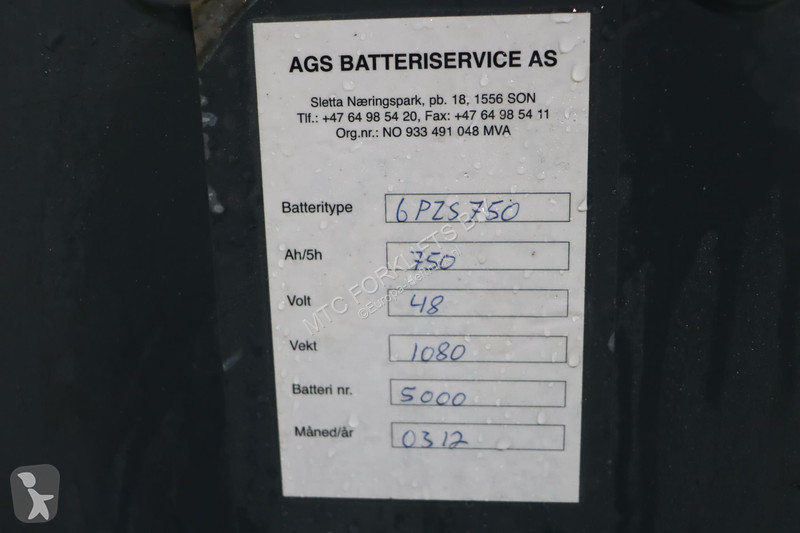 AGS BATTERISERVICE AS
Sletta Næringspark, pb. 18, 1556 SON
Tlf.: +47 64 98 54 20, Fax: +47 64 98 54 11
Org.nr.: NO 933 491 048 MVA
Batteritype 6PZS750
Ah/5h 750
Volt 48
Vekt 1080
Batteri nr. 5000
Måned/år 0312
MTC FORKLIFTS B.V.